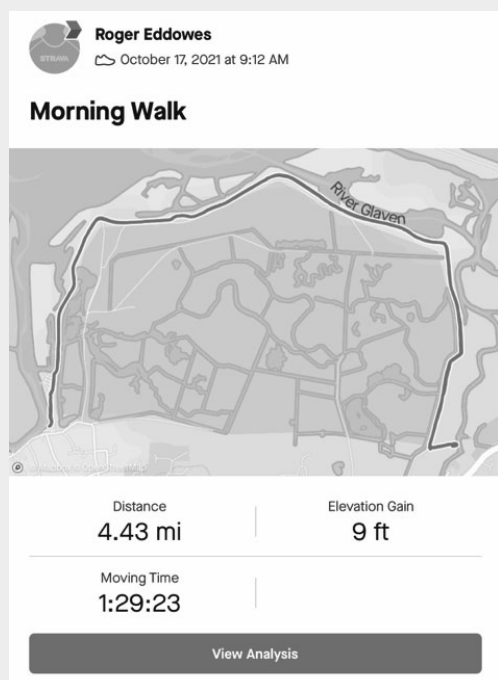 Roger Eddowes
STRAVA
October 17, 2021 at 9:12 AM
Morning Walk
River Glaven
Distance
4.43 mi
Elevation Gain
9 ft
Moving Time
1:29:23
View Analysis